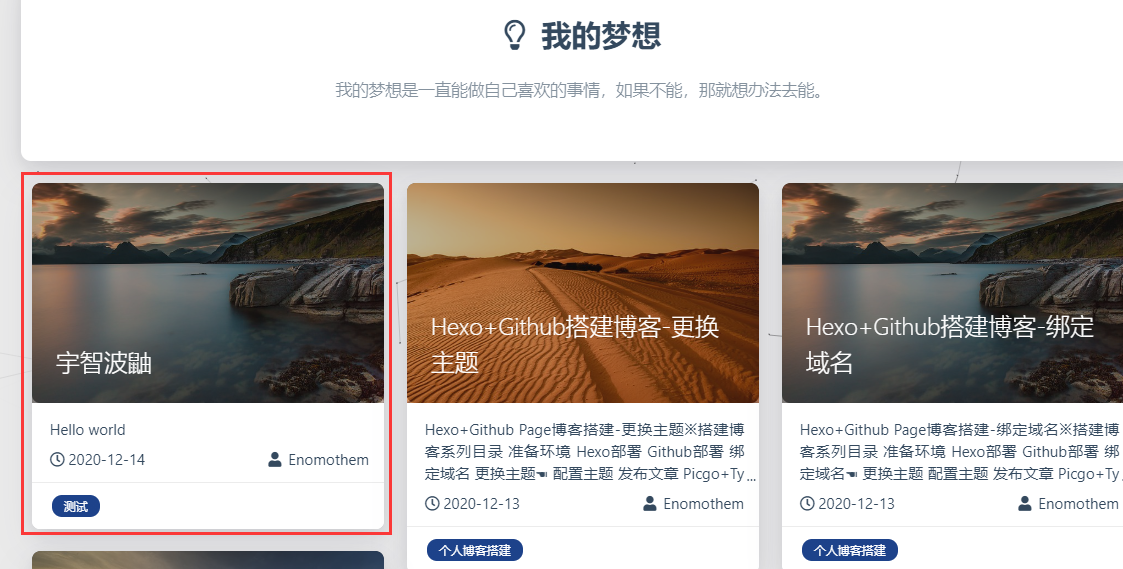 我的梦想
我的梦想是一直能做自己喜欢的事情，如果不能，那就想办法去能。
宇智波鼬
Hello world
2020-12-14
Enomothem
测试
Hexo+Github搭建博客-更换
主题
Hexo+Github Page博客搭建-更换主题※搭建博
客系列目录 准备环境 Hexo部署 Github部署 绑
定域名 更换主题☚ 配置主题 发布文章 Picgo+Ty...
2020-12-13
Enomothem
个人博客搭建
Hexo+Github搭建博客-绑定
域名
Hexo+Github Page博客搭建-绑定域名※搭建博
客系列目录 准备环境 Hexo部署 Github部署 绑
定域名☚ 更换主题 配置主题 发布文章 Picgo+Ty
2020-12-13
Enomothem
个人博客搭建